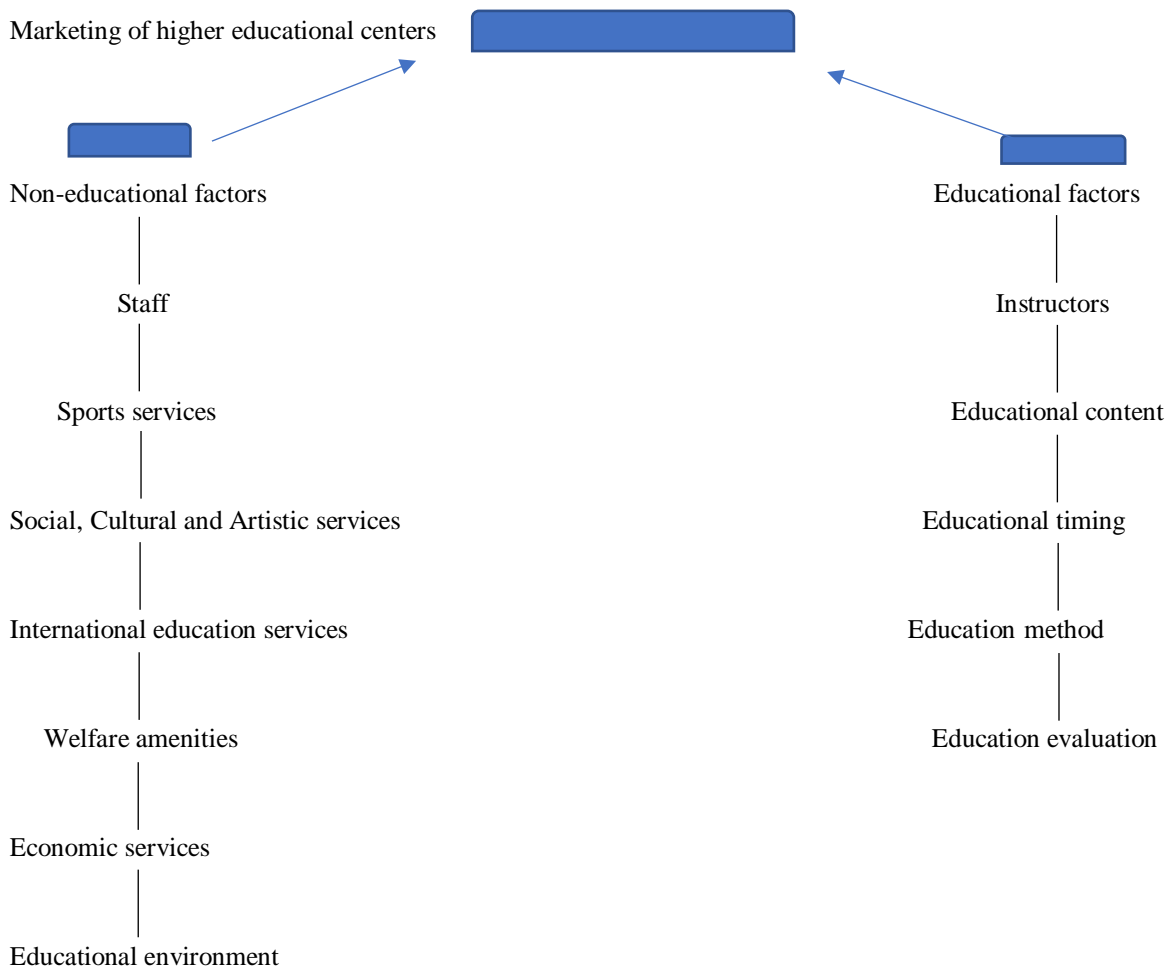 Marketing of higher educational centers
Non-educational factors
Educational factors
Staff
Instructors
Sports services
Educational content
Social, Cultural and Artistic services
Educational timing
International education services
Education method
Welfare amenities
Education evaluation
Economic services
Educational environment